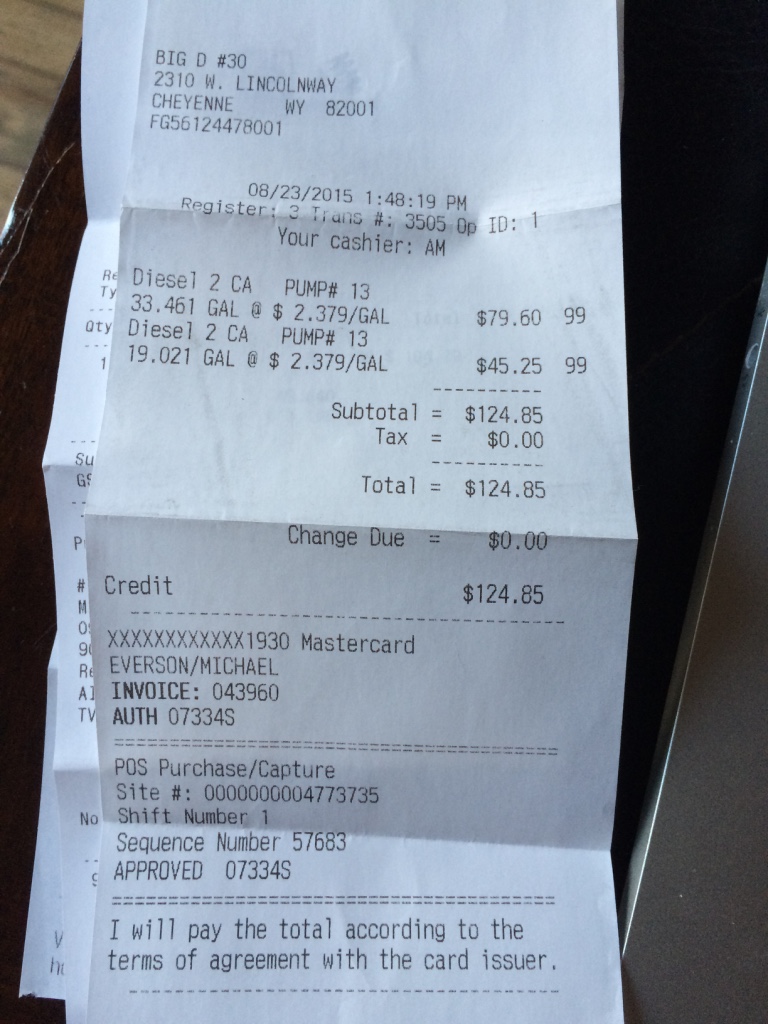 BIG D #30
2310 W. LINCOLNWAY
CHEYENNE WY 82001
FG56124478001
08/23/2015 1:48:19 PM
Register: 3 Trans #: 3505 Op ID: 1
Your cashier: AM
Diesel 2 CA PUMP# 13
33.461 GAL @ $ 2.379/GAL $79.60 99
Diesel 2 CA PUMP# 13
19.021 GAL @ $ 2.379/GAL $45.25 99
----------
Subtotal = $124.85
Tax = $0.00
----------
Total = $124.85
Change Due = $0.00
Credit $124.85
XXXXXXXXXXXX1930 Mastercard
EVERSON/MICHAEL
INVOICE: 043960
AUTH 07334S
POS Purchase/Capture
Site #: 0000000004773735
Shift Number 1
Sequence Number 57683
APPROVED 07334S
I will pay the total according to the
terms of agreement with the card issuer.
Qty
1
No
TV